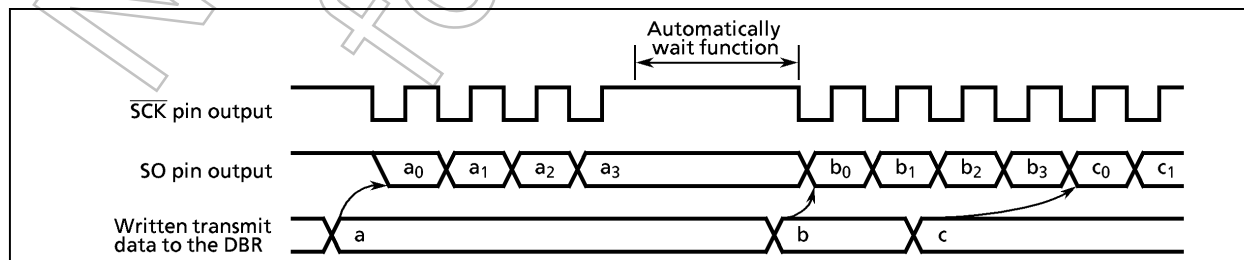 Automatically
wait function
SCK pin output
SO pin output
a0 a1 a2 a3 b0 b1 b2 b3 c0 c1
Written transmit
data to the DBR
a b c